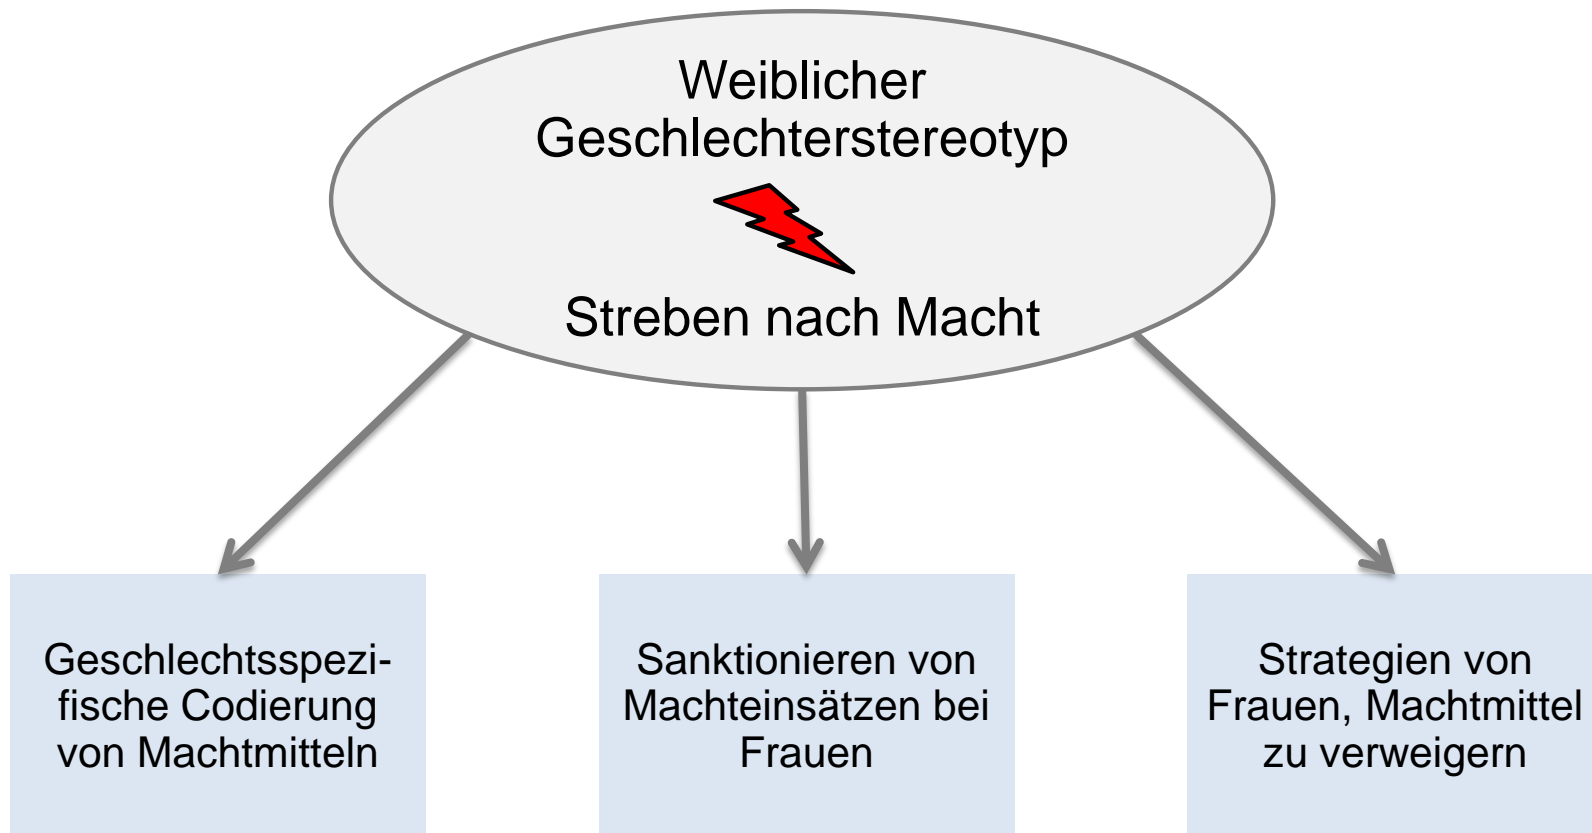 Weiblicher
Geschlechterstereotyp
Streben nach Macht
Geschlechtsspezi-
fische Codierung
von Machtmitteln
Sanktionieren von
Machteinsätzen bei
Frauen
Strategien von
Frauen, Machtmittel
zu verweigern